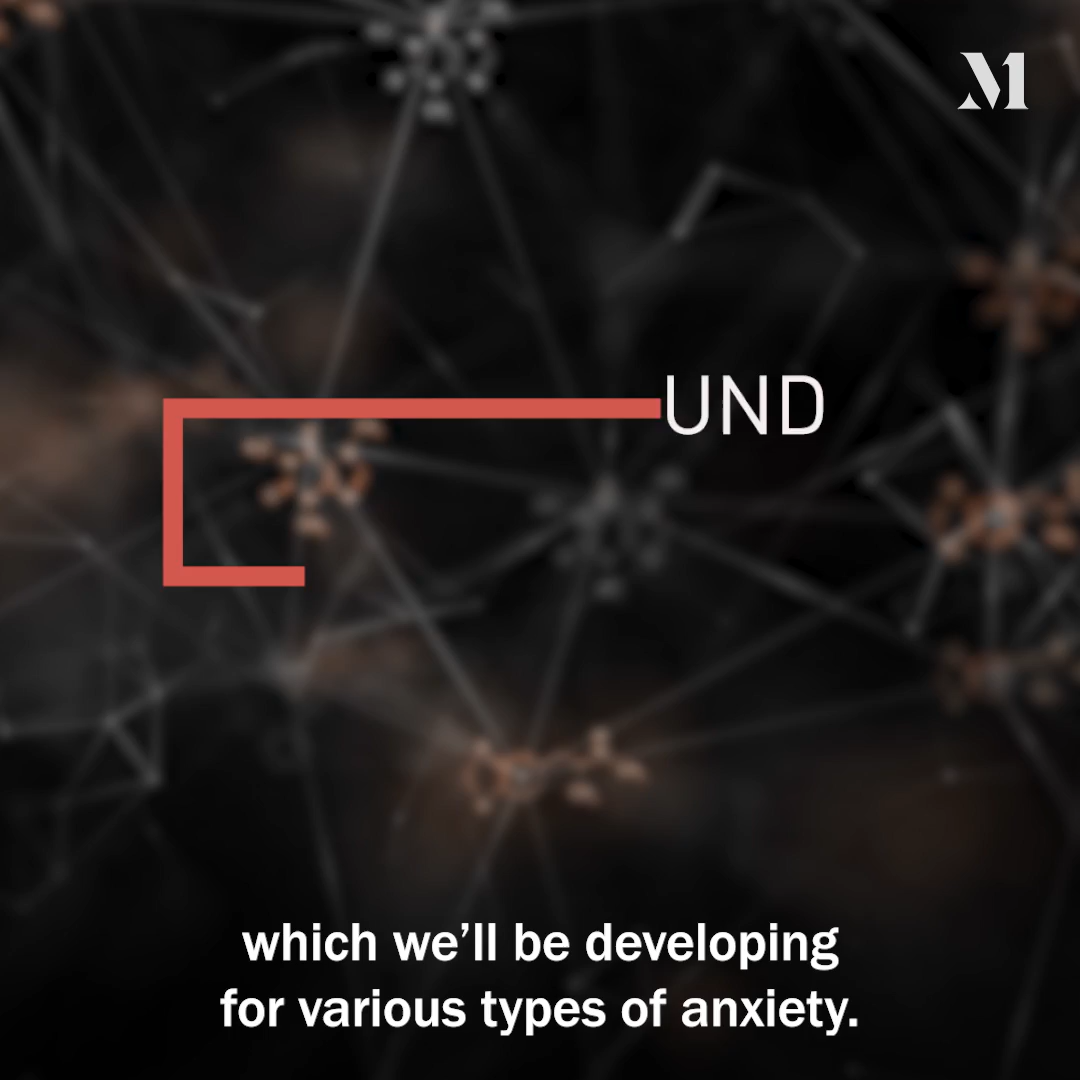 M
UND
which we’ll be developing
for various types of anxiety.